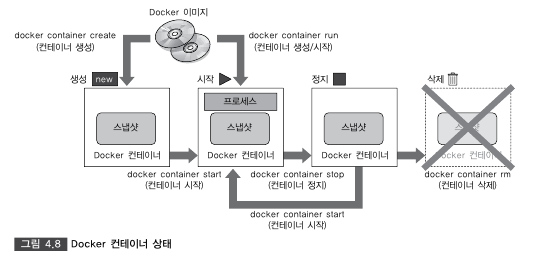 Docker 이미지
docker container create
(컨테이너 생성)
docker container run
(컨테이너 생성/시작)
생성 new
시작
정지
삭제
프로세스
스냅샷
스냅샷
스냅샷
스냅샷
Docker 컨테이너
Docker 컨테이너
Docker 컨테이너
Docker 컨테이너
docker container start
(컨테이너 시작)
docker container stop
(컨테이너 정지)
docker container rm
(컨테이너 삭제)
docker container start
(컨테이너 시작)
그림 4.8 Docker 컨테이너 상태